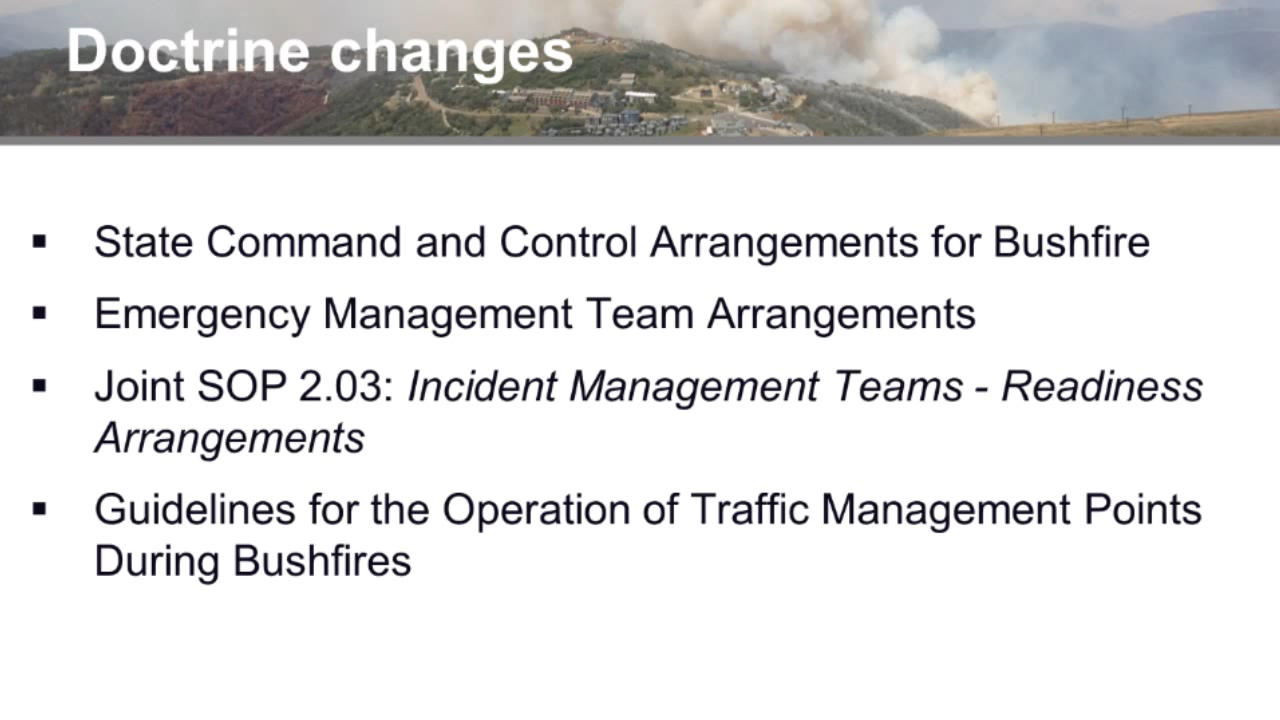 Doctrine changes
▪ State Command and Control Arrangements for Bushfire
▪ Emergency Management Team Arrangements
▪ Joint SOP 2.03: Incident Management Teams - Readiness
Arrangements
▪ Guidelines for the Operation of Traffic Management Points
During Bushfires